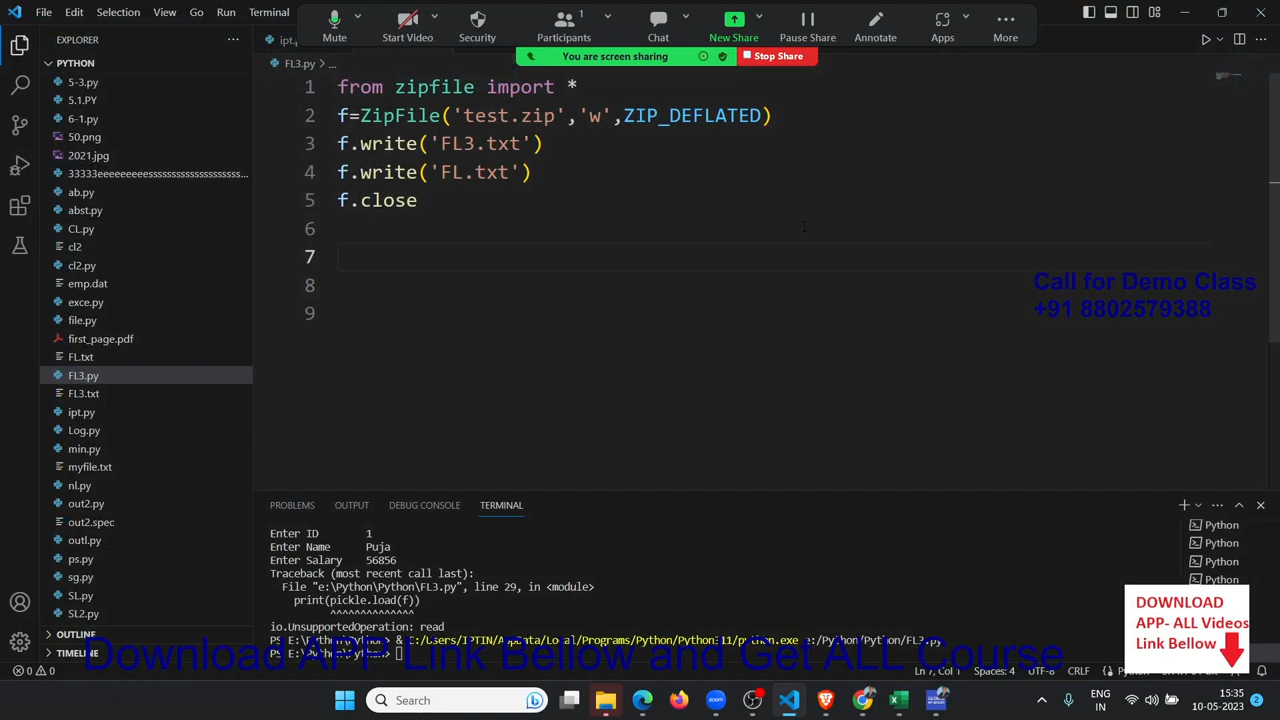 File Edit Selection View Go Run Terminal
Mute
Start Video
Security
1
Participants
Chat
New Share
Pause Share
Annotate
Apps
More
You are screen sharing
Stop Share
EXPLORER
PYTHON
5-3.py
5.1.PY
6-1.py
50.png
2021.jpg
ab.py
abst.py
CL.py
cl2
cl2.py
emp.dat
exce.py
file.py
first_page.pdf
FL.txt
FL3.py
FL3.txt
ipt.py
Log.py
min.py
myfile.txt
nl.py
out2.py
out2.spec
outl.py
ps.py
sg.py
SL.py
SL2.py
OUTLINE
TIMELINE
FL3.py > ...
1 from zipfile import *
2 f=ZipFile('test.zip','w',ZIP_DEFLATED)
3 f.write('FL3.txt')
4 f.write('FL.txt')
5 f.close
6
7
8
9
Call for Demo Class
+91 8802579388
PROBLEMS OUTPUT DEBUG CONSOLE TERMINAL
Enter ID 1
Enter Name Puja
Enter Salary 56856
Traceback (most recent call last):
File "e:\Python\Python\FL3.py", line 29, in <module>
print(pickle.load(f))
^^^^^^^^^^^^^^
io.UnsupportedOperation: read
Python
Python
Python
Python
DOWNLOAD
APP- ALL Videos
Link Bellow
Download APP Link Bellow and Get ALL Course
0 0
Ln 7, Col 1 Spaces: 4 UTF-8 CRLF
Search
zoom
ENG
IN
15:35
10-05-2023
2